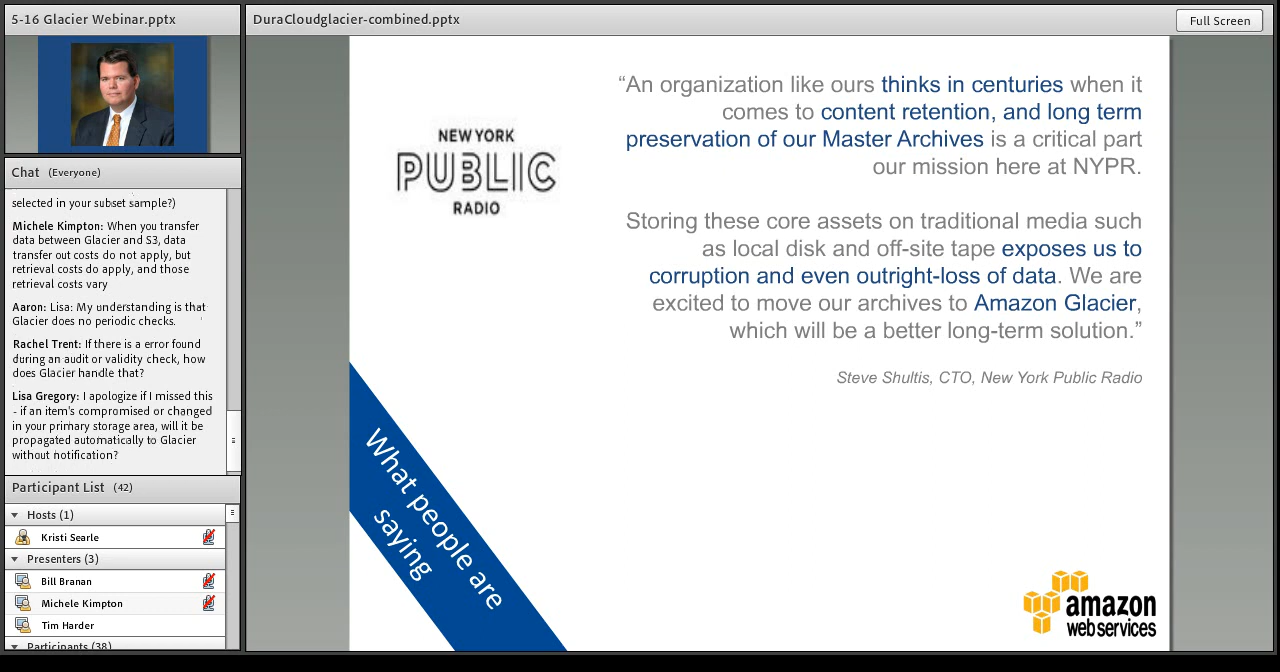 5-16 Glacier Webinar.pptx
Chat (Everyone)
selected in your subset sample?)
Michele Kimpton: When you transfer
data between Glacier and S3, data
transfer out costs do not apply, but
retrieval costs do apply, and those
retrieval costs vary
Aaron: Lisa: My understanding is that
Glacier does no periodic checks.
Rachel Trent: If there is a error found
during an audit or validity check, how
does Glacier handle that?
Lisa Gregory: I apologize if I missed this
- if an item's compromised or changed
in your primary storage area, will it be
propagated automatically to Glacier
without notification?
Participant List (42)
Hosts (1)
Kristi Searle
Presenters (3)
Bill Branan
Michele Kimpton
Tim Harder
Participants (38)
DuraCloudglacier-combined.pptx
Full Screen
NEW YORK
PUBLIC
RADIO
“An organization like ours thinks in centuries when it
comes to content retention, and long term
preservation of our Master Archives is a critical part
our mission here at NYPR.
Storing these core assets on traditional media such
as local disk and off-site tape exposes us to
corruption and even outright-loss of data. We are
excited to move our archives to Amazon Glacier,
which will be a better long-term solution.”
Steve Shultis, CTO, New York Public Radio
What people are
saying
amazon
webservices